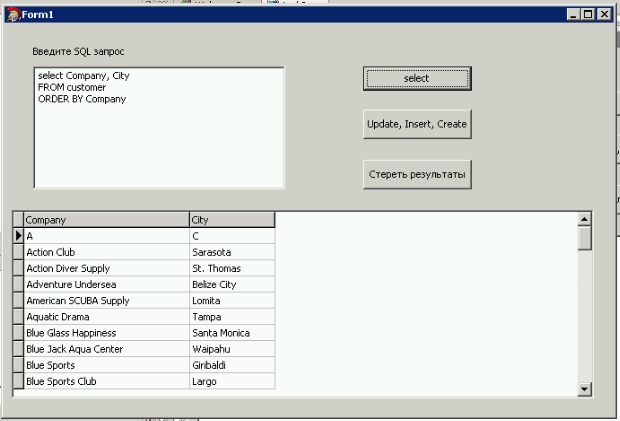 Form1
Введите SQL запрос
select Company, City
FROM customer
ORDER BY Company
select
Update, Insert, Create
Стереть результаты
Company City
A C
Action Club Sarasota
Action Diver Supply St. Thomas
Adventure Undersea Belize City
American SCUBA Supply Lomita
Aquatic Drama Tampa
Blue Glass Happiness Santa Monica
Blue Jack Aqua Center Waipahu
Blue Sports Giribaldi
Blue Sports Club Largo